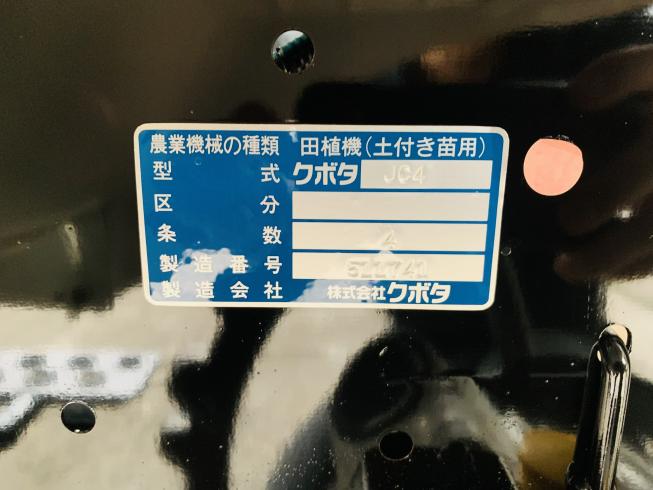 農業機械の種類 田植機(土付き苗用)
型式 クボタ JC4
区分
条数 4
製造番号
製造会社 株式会社クボタ